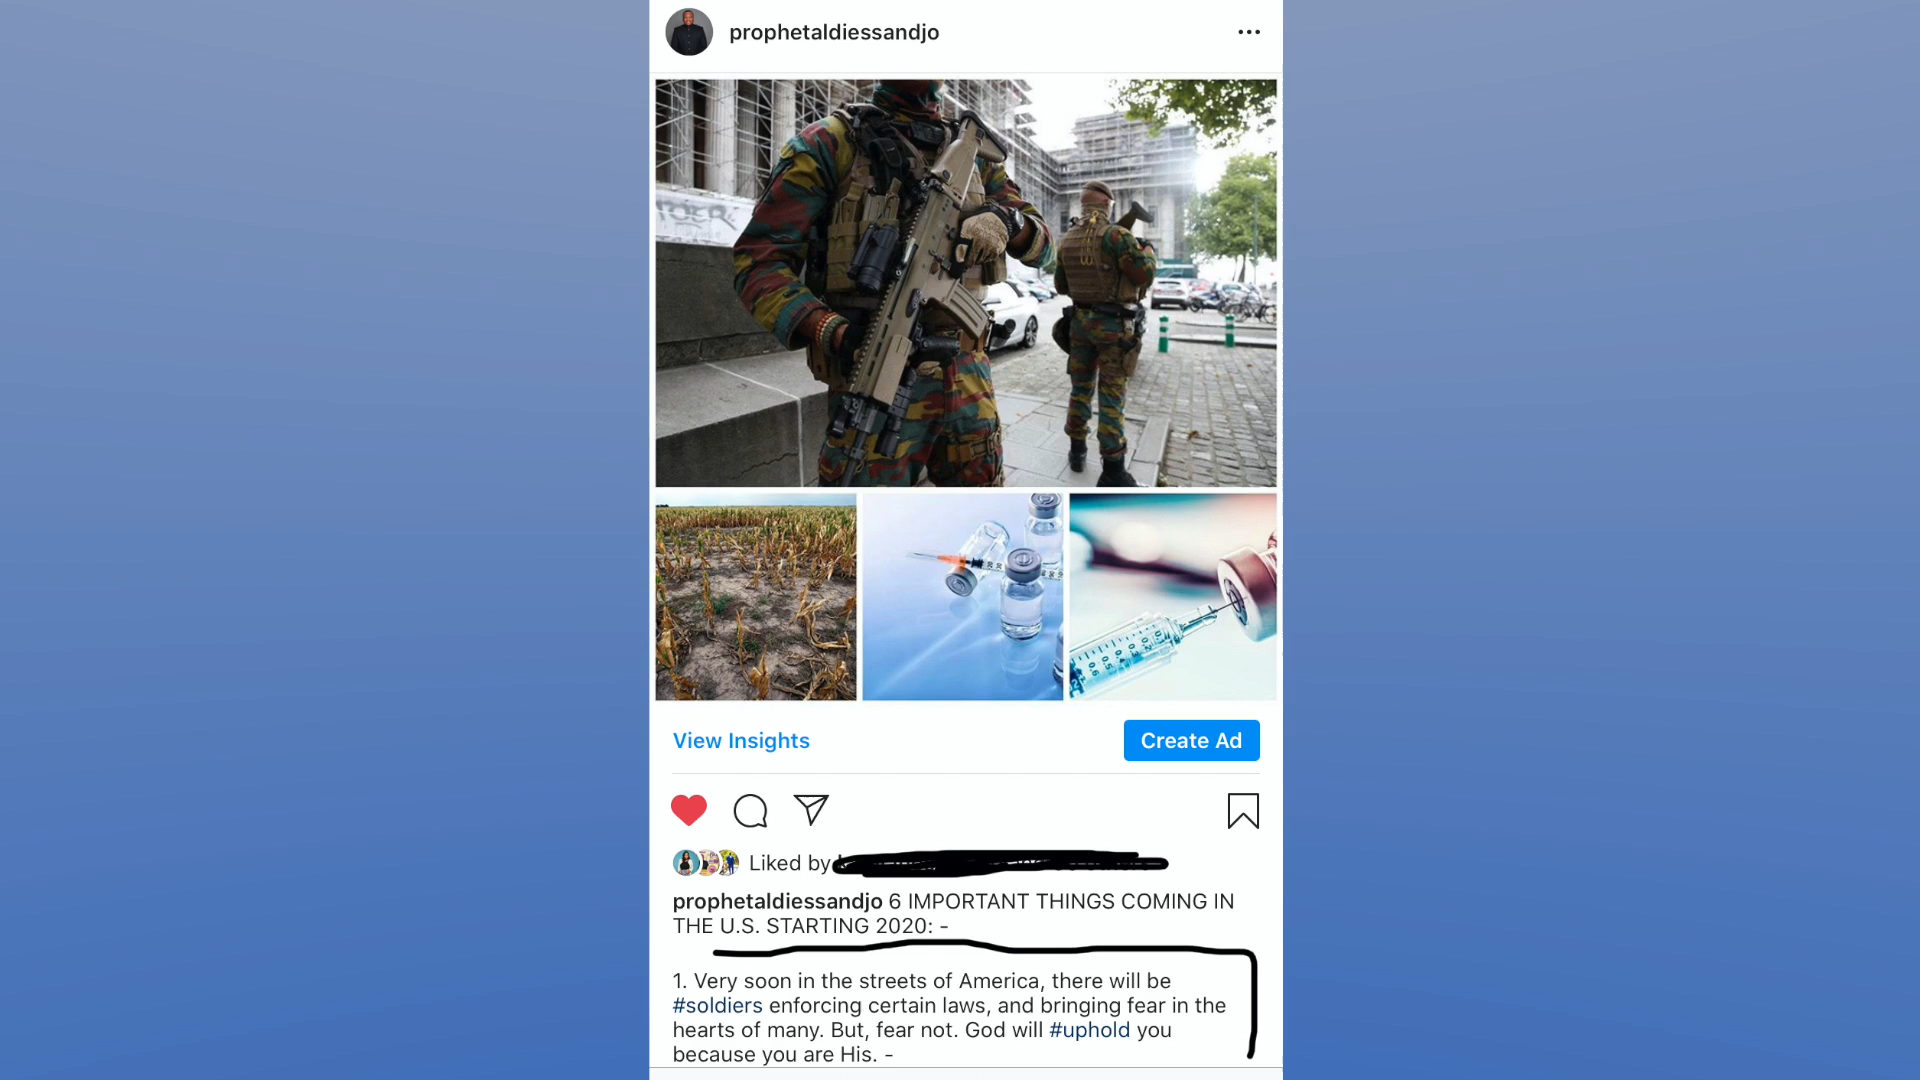 prophetaldiessandjo
View Insights
Create Ad
Liked by
prophetaldiessandjo 6 IMPORTANT THINGS COMING IN
THE U.S. STARTING 2020: -
1. Very soon in the streets of America, there will be
#soldiers enforcing certain laws, and bringing fear in the
hearts of many. But, fear not. God will #uphold you
because you are His. -